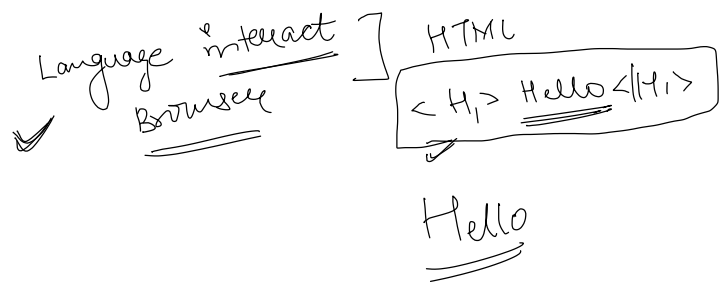 Language interact ] HTML
Browser
<H1> Hello <//H1>
Hello